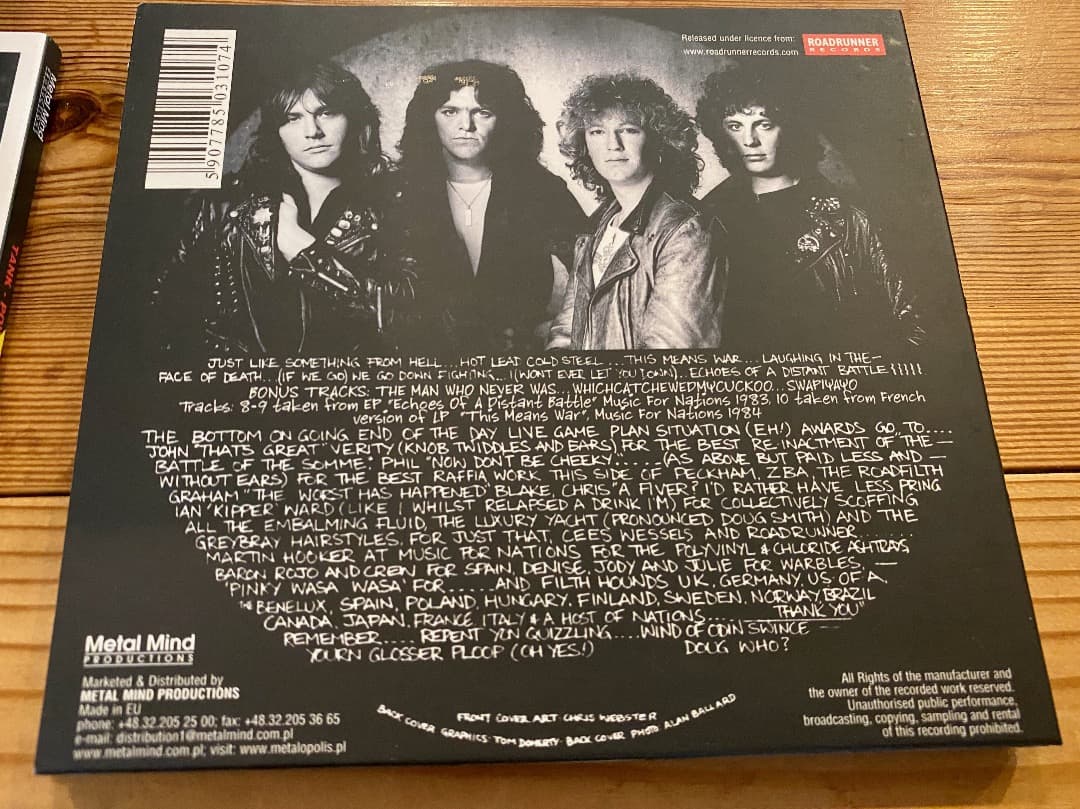 Metal Mind
TANK
5 907785 031074
Released under licence from:
www.roadrunnerrecords.com
ROADRUNNER
RECORDS
JUST LIKE SOMETHING FROM HELL...HOT LEAD COLD STEEL....THIS MEANS WAR...LAUGHING IN THE—
FACE OF DEATH...(IF WE GO) WE GO DOWN FIGHTING...(I WONT EVER LET YOU DOWN)...ECHOES OF A DISTANT BATTLE}}}}}
BONUS TRACKS: THE MAN WHO NEVER WAS...WHICHCATCHEWEDMYCUCKOO...SWAPIYAYO
Tracks: 8-9 taken from EP "Echoes Of A Distant Battle" Music For Nations 1983, 10 taken from French
version of LP "This Means War", Music For Nations 1984
THE BOTTOM ON GOING END OF THE DAY LIVE GAME PLAN SITUATION (EH!) AWARDS GO TO....
JOHN "THATS GREAT" VERITY (KNOB TWIDDLES AND EARS) FOR THE BEST RE-INACTMENT OF THE—
BATTLE OF THE SOMME: PHIL "NOW DONT BE CHEEKY"..... (AS ABOVE BUT PAID LESS AND —
WITHOUT EARS) FOR THE BEST RAFFIA WORK THIS SIDE OF PECKHAM, ZBA, THE ROADFILTH
GRAHAM "THE WORST HAS HAPPENED" BLAKE, CHRIS "A FIVER? I'D RATHER HAVE LESS PRING
IAN 'KIPPER' WARD (LIKE I WHILST RELAPSED A DRINK I'M) FOR COLLECTIVELY SCOFFING
ALL THE EMBALMING FLUID, THE LUXURY YACHT (PRONOUNCED DOUG SMITH) AND THE
GREYBRAY HAIRSTYLES, FOR JUST THAT, CEES WESSELS AND ROADRUNNER........
MARTIN HOOKER AT MUSIC FOR NATIONS FOR THE POLYVINYL & CHLORIDE ASHTRAYS,
BARON ROJO AND CREW FOR SPAIN, DENISE, JODY AND JULIE FOR WARBLES, —
'PINKY WASA WASA' FOR......AND FILTH HOUNDS U.K, GERMANY, US OF A,
THE BENELUX, SPAIN, POLAND, HUNGARY, FINLAND, SWEDEN, NORWAY, BRAZIL
CANADA, JAPAN, FRANCE, ITALY & A HOST OF NATIONS...... THANK YOU"
REMEMBER..... REPENT YON QUIZZLING....WIND OF ODIN SWINCE —
YOURN GLOSSER PLOOP (OH YES!) DOUG WHO?
Metal Mind
PRODUCTIONS
Marketed & Distributed by
METAL MIND PRODUCTIONS
Made in EU
phone: +48.32.205 25 00; fax: +48.32.205 36 65
e-mail: distribution1@metalmind.com.pl
www.metalmind.com.pl; visit: www.metalopolis.pl
FRONT COVER ART CHRIS WEBSTER
BACK COVER GRAPHICS· TOM DOHERTY· BACK COVER PHOTO ALAN BALLARD
All Rights of the manufacturer and
the owner of the recorded work reserved.
Unauthorised public performance,
broadcasting, copying, sampling and rental
of this recording prohibited.